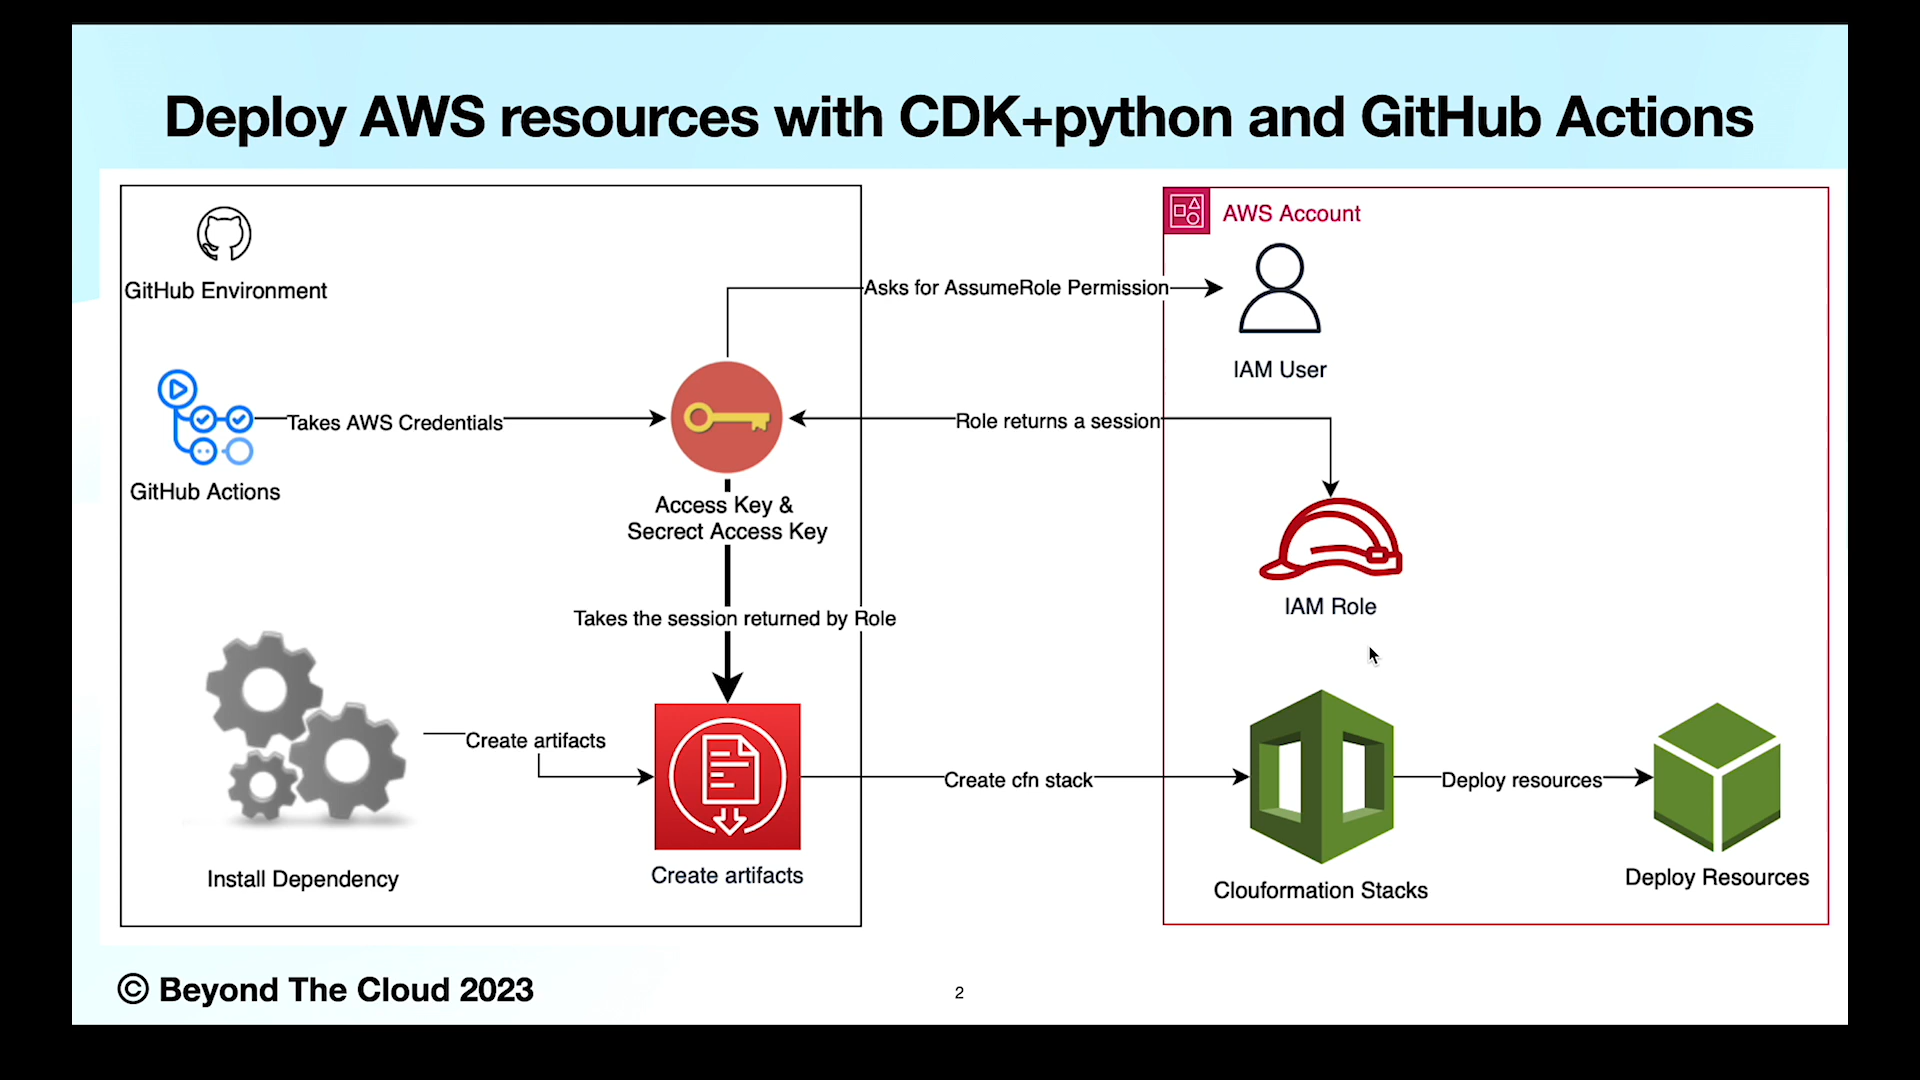 Deploy AWS resources with CDK+python and GitHub Actions
GitHub Environment
AWS Account
Asks for AssumeRole Permission
IAM User
Takes AWS Credentials
Role returns a session
GitHub Actions
Access Key &
Secrect Access Key
IAM Role
Takes the session returned by Role
Create artifacts
Create cfn stack
Deploy resources
Install Dependency
Create artifacts
Clouformation Stacks
Deploy Resources
© Beyond The Cloud 2023
2